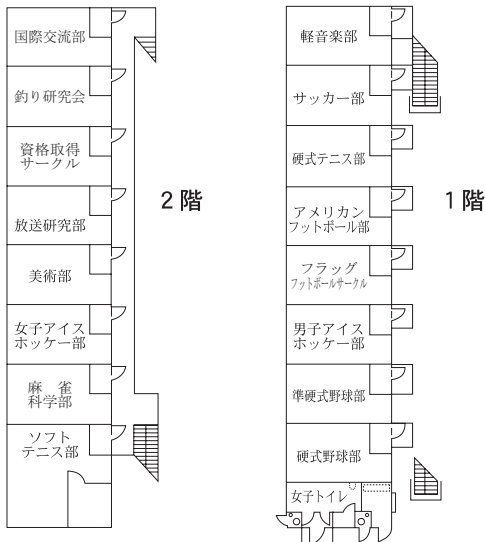 国際交流部
釣り研究会
資格取得
サークル
放送研究部
美術部
女子アイス
ホッケー部
麻　雀
科学部
ソフト
テニス部
2階
軽音楽部
サッカー部
硬式テニス部
アメリカン
フットボール部
フラッグ
フットボールサークル
男子アイス
ホッケー部
準硬式野球部
硬式野球部
女子トイレ
1階